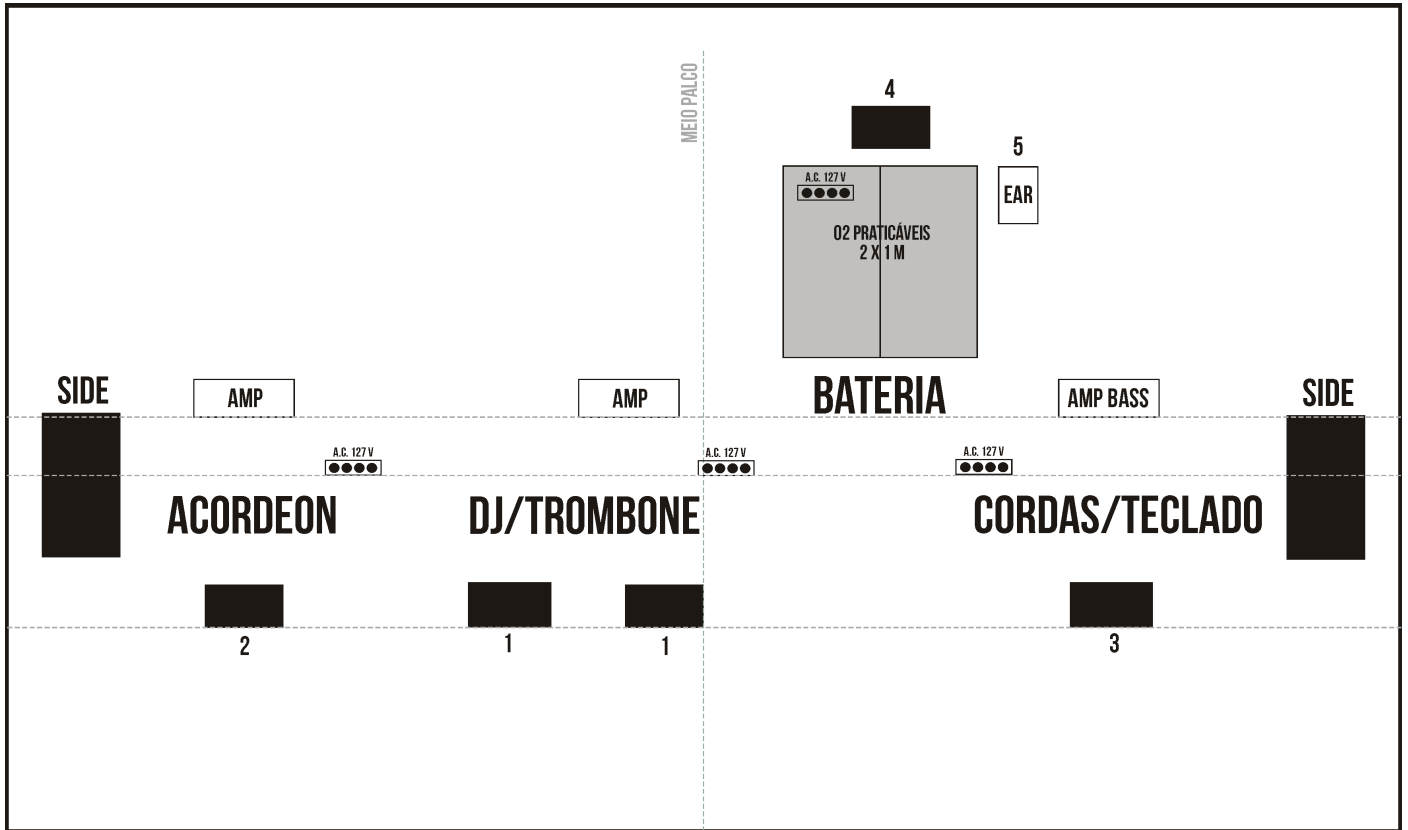 MEIO PALCO
4
5
A.C. 127 V
EAR
02 PRATICÁVEIS
2 X 1 M
SIDE
AMP
AMP
BATERIA
AMP BASS
SIDE
A.C. 127 V
A.C. 127 V
A.C. 127 V
ACORDEON
DJ/TROMBONE
CORDAS/TECLADO
2
1
1
3